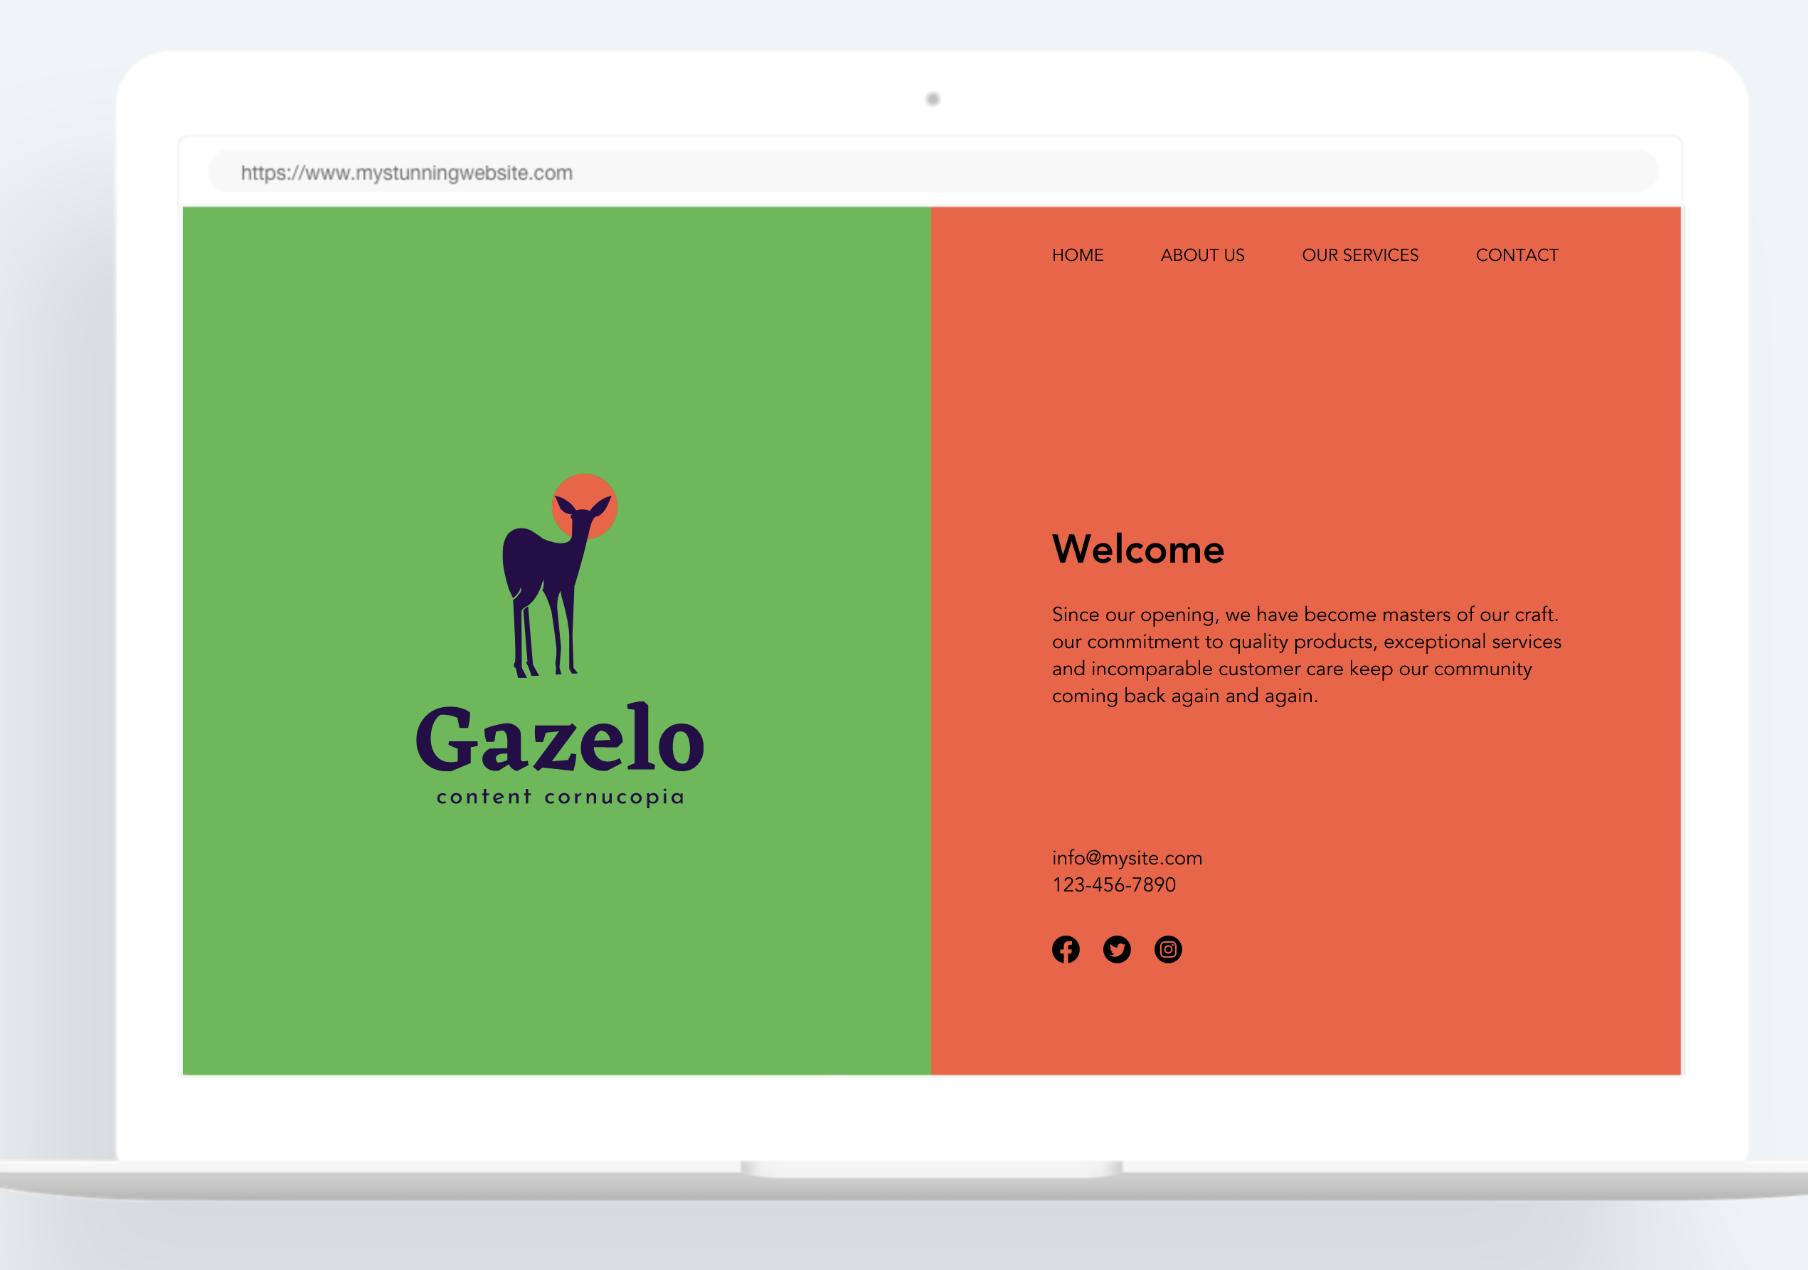 https://www.mystunningwebsite.com
HOME ABOUT US OUR SERVICES CONTACT
Gazelo
content cornucopia
Welcome
Since our opening, we have become masters of our craft.
our commitment to quality products, exceptional services
and incomparable customer care keep our community
coming back again and again.
info@mysite.com
123-456-7890